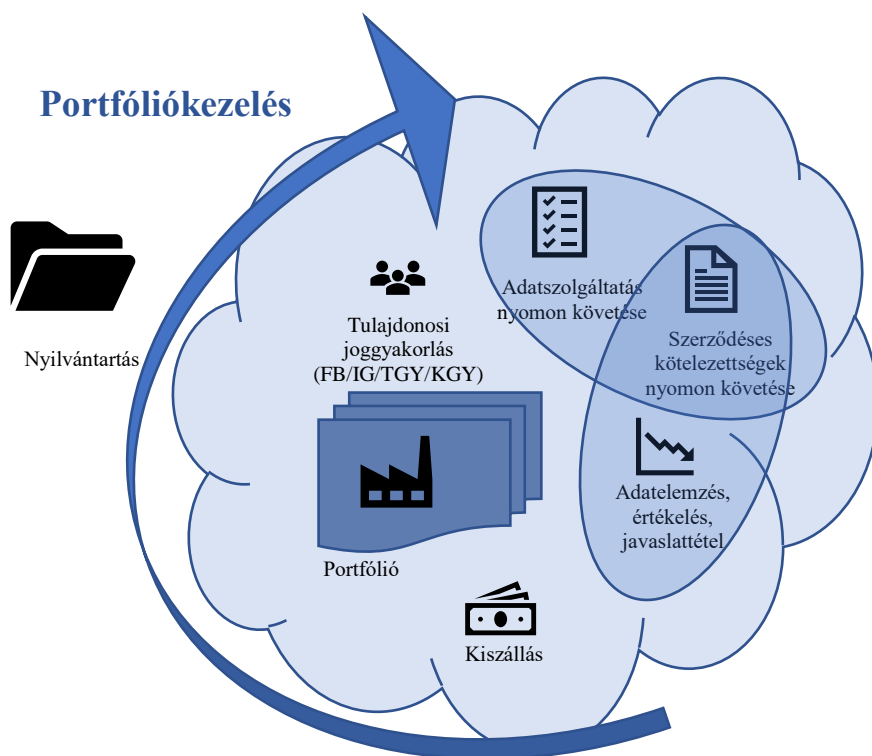 Portfóliókezelés
Nyilvántartás
Tulajdonosi
joggyakorlás
(FB/IG/TGY/KGY)
Adatszolgáltatás
nyomon követése
Szerződéses
kötelezettségek
nyomon követése
Adatelemzés,
értékelés,
javaslattétel
Portfólió
Kiszállás